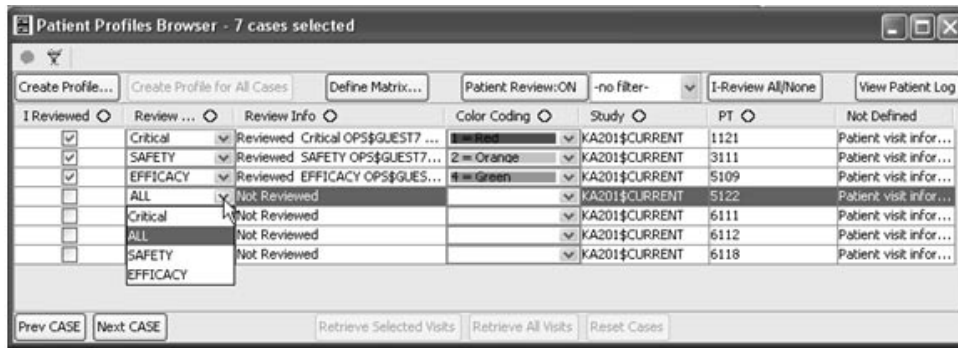 Patient Profiles Browser - 7 cases selected
Create Profile... Create Profile for All Cases Define Matrix... Patient Review:ON -no filter- I-Review All/None View Patient Log
I Reviewed Review ... Review Info Color Coding Study PT Not Defined
Critical Reviewed Critical OPS$GUEST7 ... 1 = Red KA201$CURRENT 1121 Patient visit infor...
SAFETY Reviewed SAFETY OPS$GUEST7... 2 = Orange KA201$CURRENT 3111 Patient visit infor...
EFFICACY Reviewed EFFICACY OPS$GUES... 4 = Green KA201$CURRENT 5109 Patient visit infor...
ALL Not Reviewed KA201$CURRENT 5122 Patient visit infor...
Critical Not Reviewed KA201$CURRENT 6111 Patient visit infor...
ALL Not Reviewed KA201$CURRENT 6112 Patient visit infor...
SAFETY Not Reviewed KA201$CURRENT 6118 Patient visit infor...
EFFICACY
Prev CASE Next CASE Retrieve Selected Visits Retrieve All Visits Reset Cases